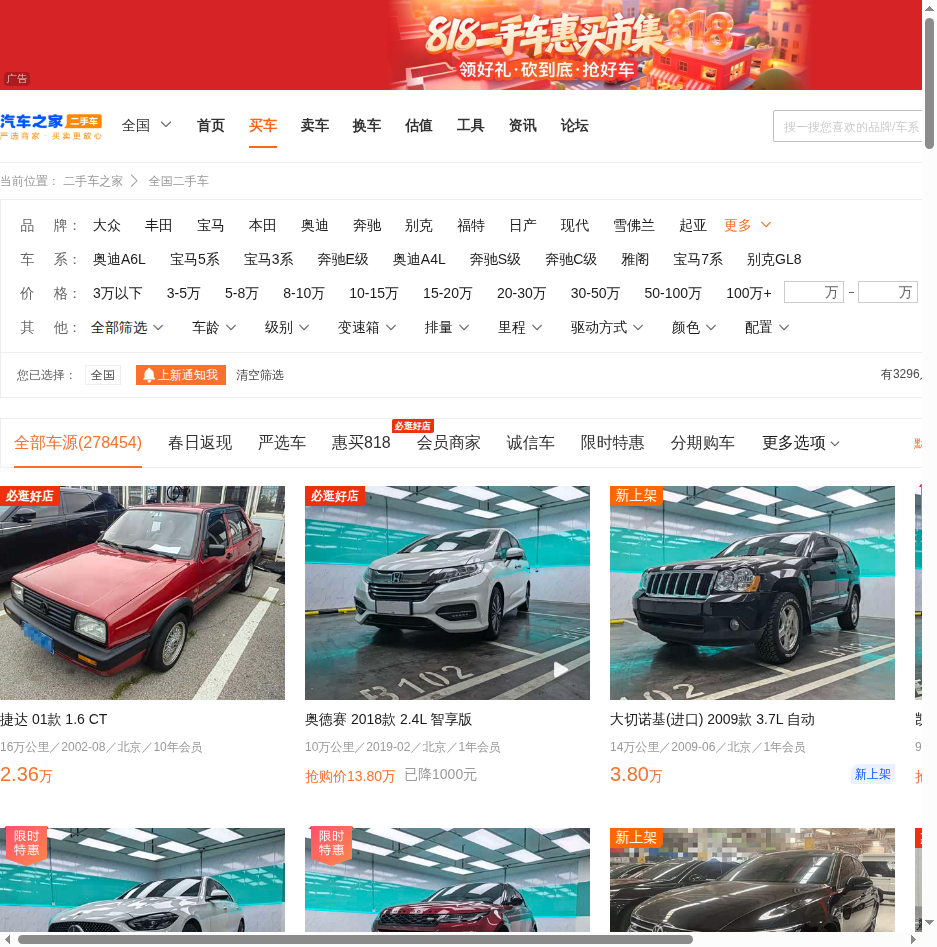 818二手车惠买市集818
领好礼·砍到底·抢好车
广告
汽车之家 二手车
严选商家·买卖更放心
全国 首页 买车 卖车 换车 估值 工具 资讯 论坛
搜一搜您喜欢的品牌/车系
当前位置： 二手车之家 全国二手车
品 牌： 大众 丰田 宝马 本田 奥迪 奔驰 别克 福特 日产 现代 雪佛兰 起亚 更多
车 系： 奥迪A6L 宝马5系 宝马3系 奔驰E级 奥迪A4L 奔驰S级 奔驰C级 雅阁 宝马7系 别克GL8
价 格： 3万以下 3-5万 5-8万 8-10万 10-15万 15-20万 20-30万 30-50万 50-100万 100万+ 万 - 万
其 他： 全部筛选 车龄 级别 变速箱 排量 里程 驱动方式 颜色 配置
您已选择： 全国 上新通知我 清空筛选 有3296
必逛好店
全部车源(278454) 春日返现 严选车 惠买818 会员商家 诚信车 限时特惠 分期购车 更多选项
必逛好店
必逛好店
新上架
捷达 01款 1.6 CT
16万公里／2002-08／北京／10年会员
2.36万
奥德赛 2018款 2.4L 智享版
10万公里／2019-02／北京／1年会员
抢购价13.80万 已降1000元
大切诺基(进口) 2009款 3.7L 自动
14万公里／2009-06／北京／1年会员
3.80万 新上架
9
限时
特惠
限时
特惠
新上架